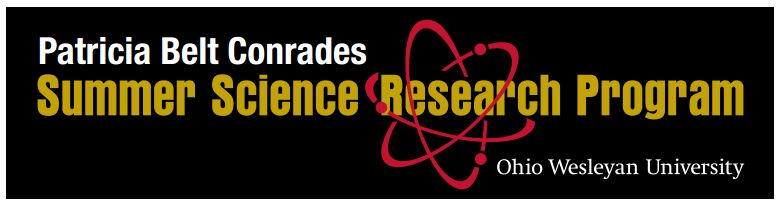 Patricia Belt Conrades
Summer Science Research Program
Ohio Wesleyan University